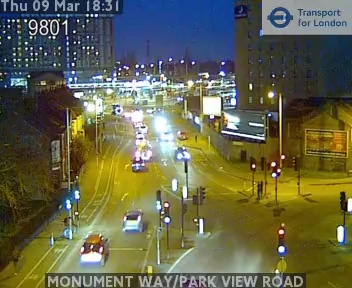 Thu 09 Mar 18:31
9801
Transport
for London
MONUMENT WAY/PARK VIEW ROAD